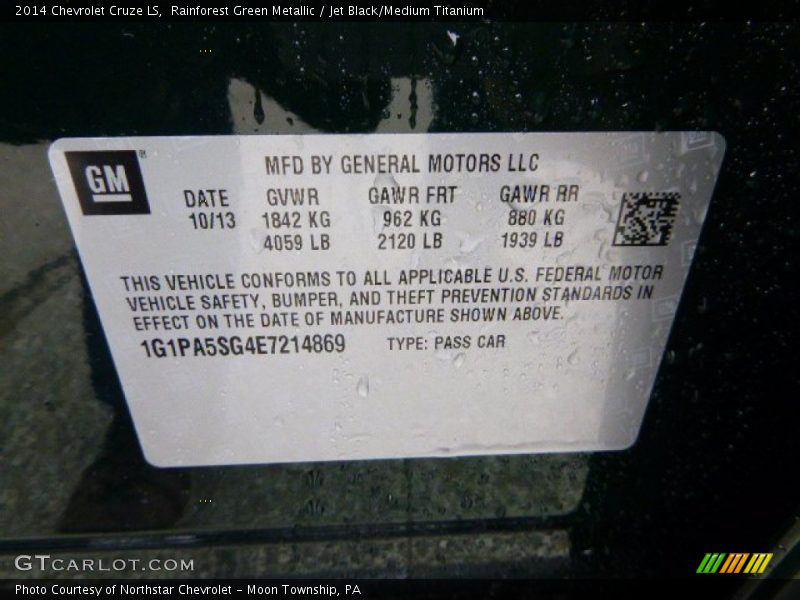 2014 Chevrolet Cruze LS,  Rainforest Green Metallic / Jet Black/Medium Titanium
GM®
MFD BY GENERAL MOTORS LLC
DATE GVWR GAWR FRT GAWR RR
10/13 1842 KG 962 KG 880 KG
4059 LB 2120 LB 1939 LB
THIS VEHICLE CONFORMS TO ALL APPLICABLE U.S. FEDERAL MOTOR
VEHICLE SAFETY, BUMPER, AND THEFT PREVENTION STANDARDS IN
EFFECT ON THE DATE OF MANUFACTURE SHOWN ABOVE.
1G1PA5SG4E7214869 TYPE: PASS CAR
GTCARLOT.COM
Photo Courtesy of Northstar Chevrolet - Moon Township, PA